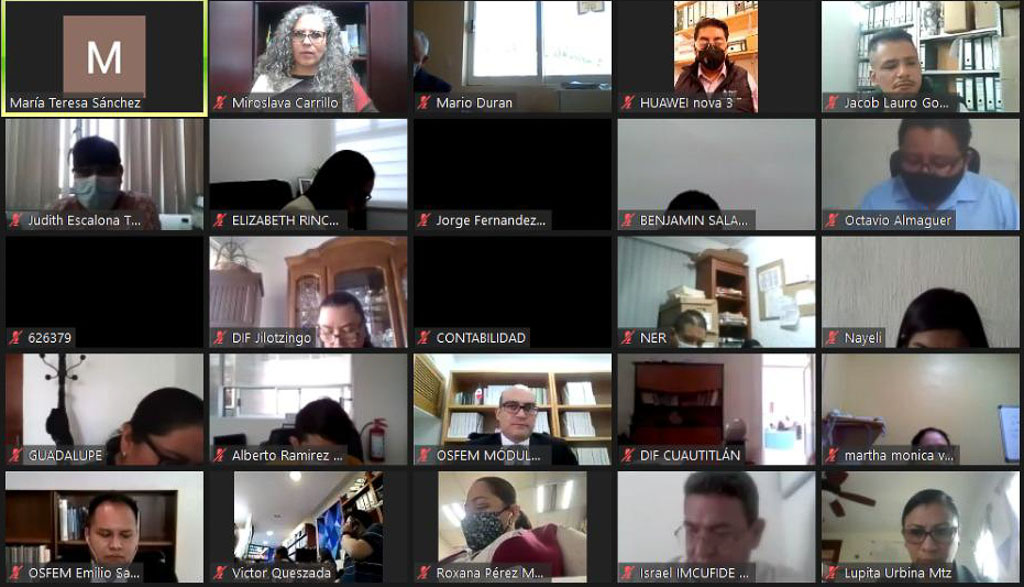 M
María Teresa Sánchez
Miroslava Carrillo
Mario Duran
HUAWEI nova 3
Jacob Lauro Go...
Judith Escalona T...
ELIZABETH RINC...
Jorge Fernandez...
BENJAMIN SALA...
Octavio Almaguer
626379
DIF Jilotzingo
CONTABILIDAD
NER
Nayeli
GUADALUPE
Alberto Ramirez ...
OSFEM MÓDUL...
DIF CUAUTITLÁN
martha monica v...
OSFEM Emilio Sa...
Victor Queszada
Roxana Pérez M...
Israel IMCUFIDE ...
Lupita Urbina Mtz